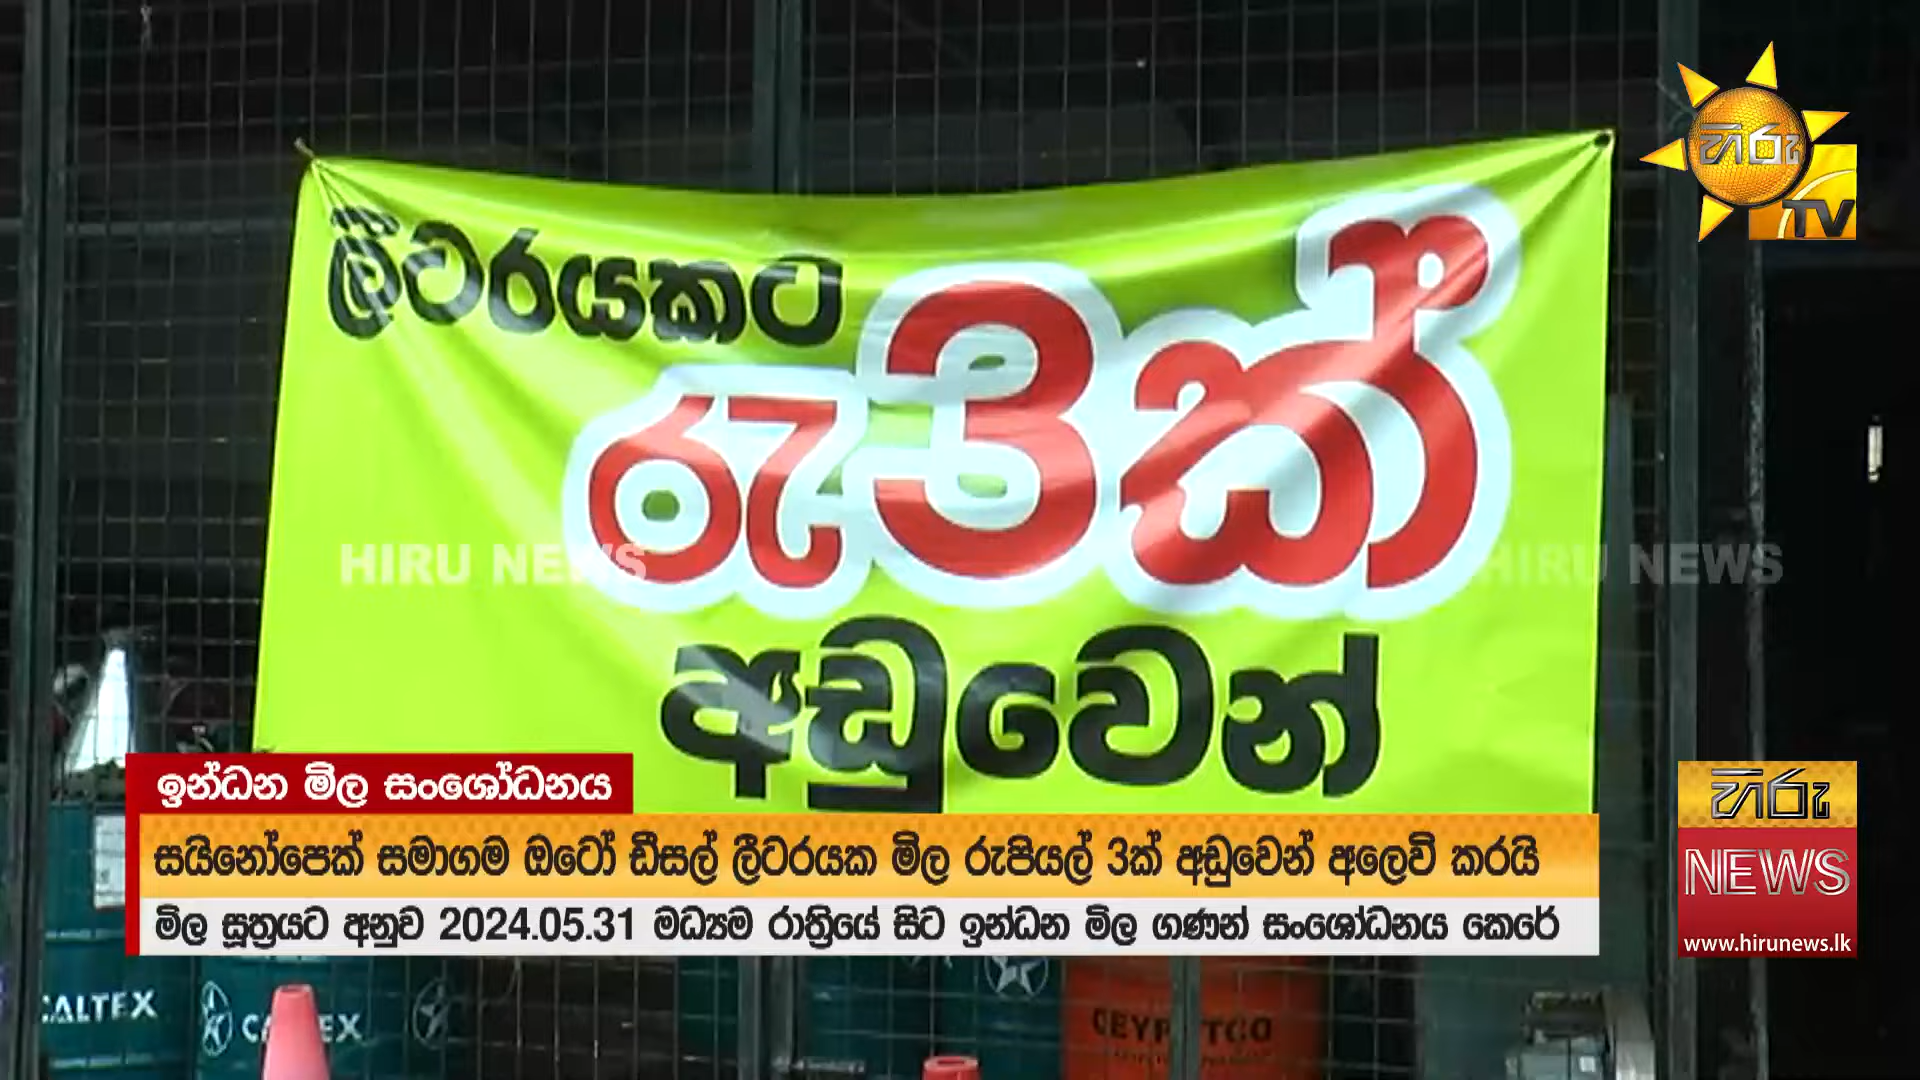 හිරු
TV
ලීටරයකට
රු3ක්
අඩුවෙන්
HIRU NEWS
HIRU NEWS
ඉන්ධන මිල සංශෝධනය
සයිනෝපෙක් සමාගම ඔටෝ ඩීසල් ලීටරයක මිල රුපියල් 3ක් අඩුවෙන් අලෙවි කරයි
මිල සූත්‍රයට අනුව 2024.05.31 මධ්‍යම රාත්‍රියේ සිට ඉන්ධන මිල ගණන් සංශෝධනය කෙරේ
හිරු
NEWS
www.hirunews.lk
CALTEX
CALTEX